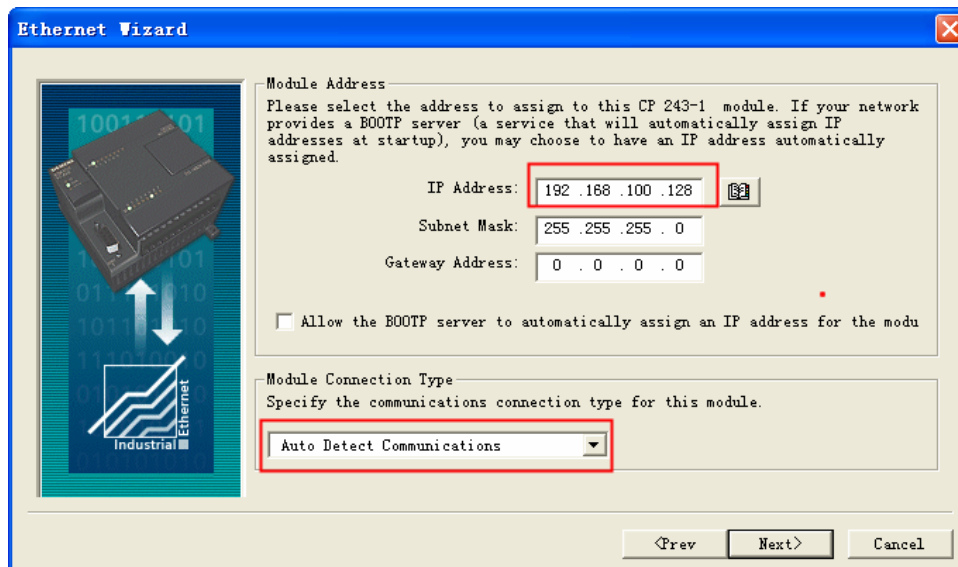 Ethernet Wizard
Module Address
Please select the address to assign to this CP 243-1 module. If your network
provides a BOOTP server (a service that will automatically assign IP
addresses at startup), you may choose to have an IP address automatically
assigned.
IP Address: 192 .168 .100 .128
Subnet Mask: 255 .255 .255 . 0
Gateway Address: 0 . 0 . 0 . 0
Allow the BOOTP server to automatically assign an IP address for the modu
Module Connection Type
Specify the communications connection type for this module.
Auto Detect Communications
Industrial
Ethernet
<Prev Next> Cancel